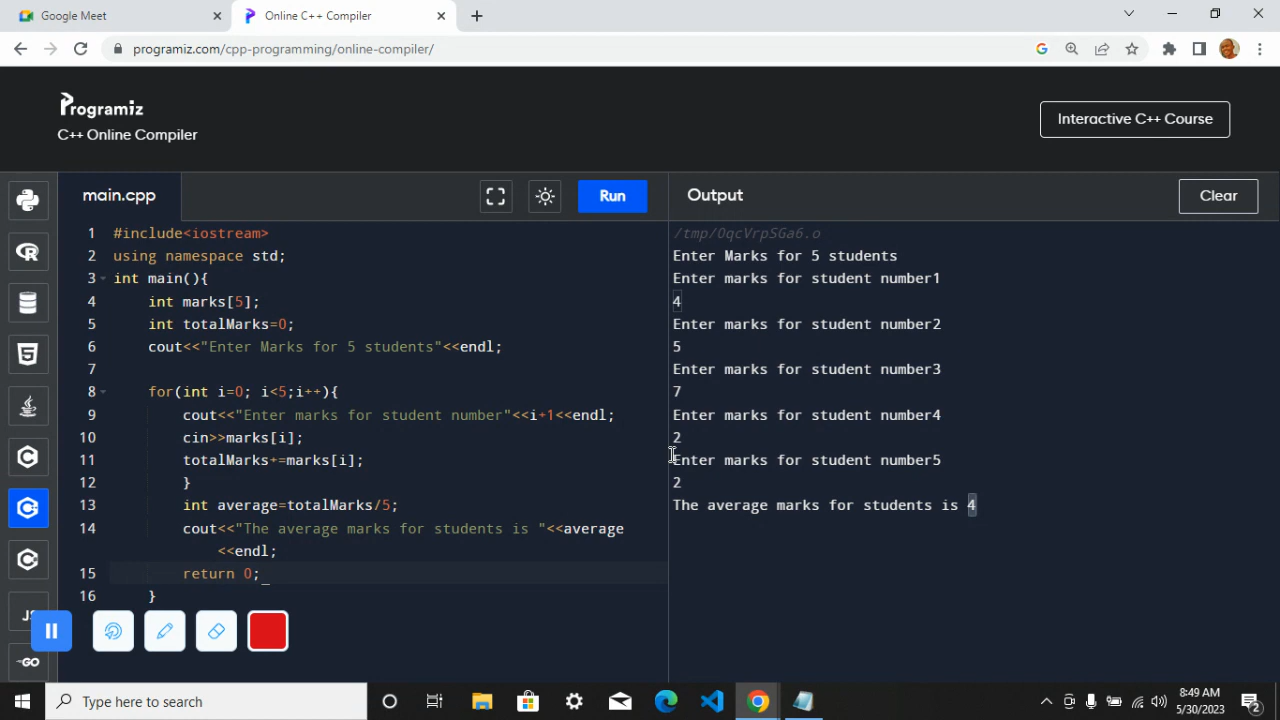 Google Meet
Online C++ Compiler
programiz.com/cpp-programming/online-compiler/
Programiz
C++ Online Compiler
Interactive C++ Course
main.cpp
Run
Output
Clear
1 #include<iostream>
2 using namespace std;
3 int main(){
4 int marks[5];
5 int totalMarks=0;
6 cout<<"Enter Marks for 5 students"<<endl;
7
8 for(int i=0; i<5;i++){
9 cout<<"Enter marks for student number"<<i+1<<endl;
10 cin>>marks[i];
11 totalMarks+=marks[i];
12 }
13 int average=totalMarks/5;
14 cout<<"The average marks for students is "<<average
<<endl;
15 return 0;
16 }
/tmp/OqcVrpSGa6.o
Enter Marks for 5 students
Enter marks for student number1
4
Enter marks for student number2
5
Enter marks for student number3
7
Enter marks for student number4
2
Enter marks for student number5
2
The average marks for students is 4
JS
GO
Type here to search
8:49 AM
5/30/2023
2